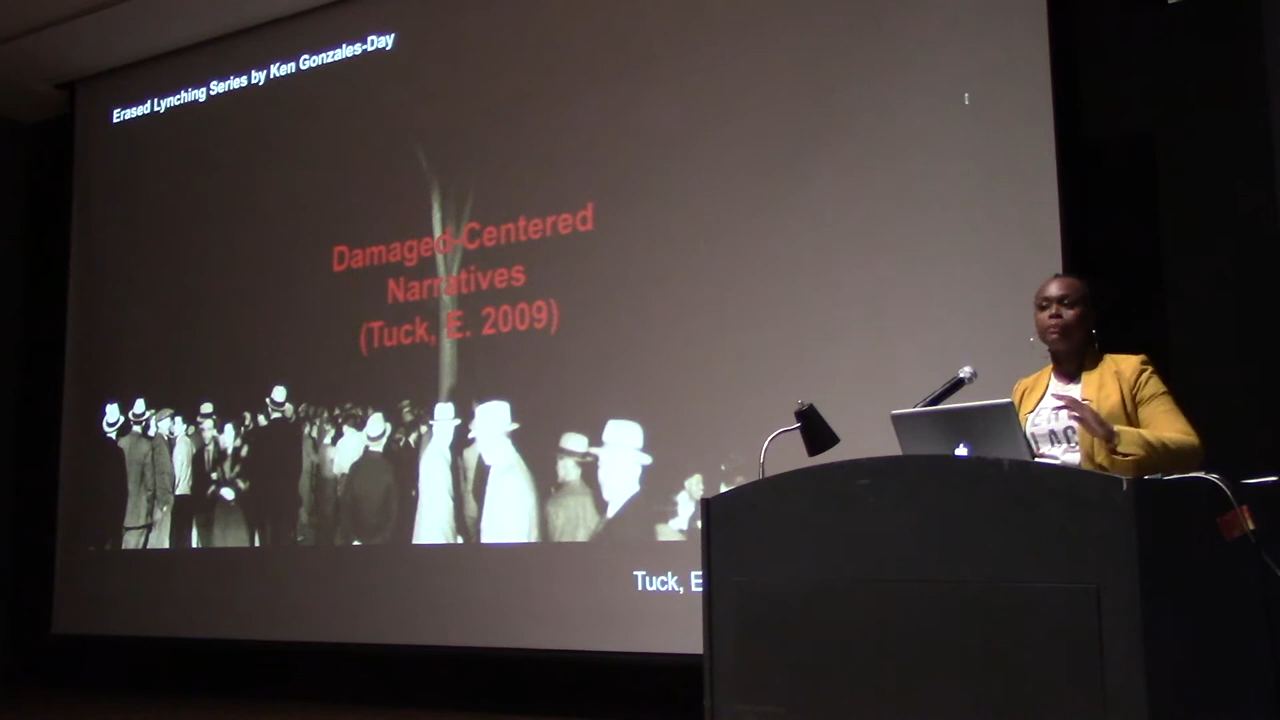 Erased Lynching Series by Ken Gonzales-Day
Damaged-Centered
Narratives
(Tuck, E. 2009)
Tuck, E